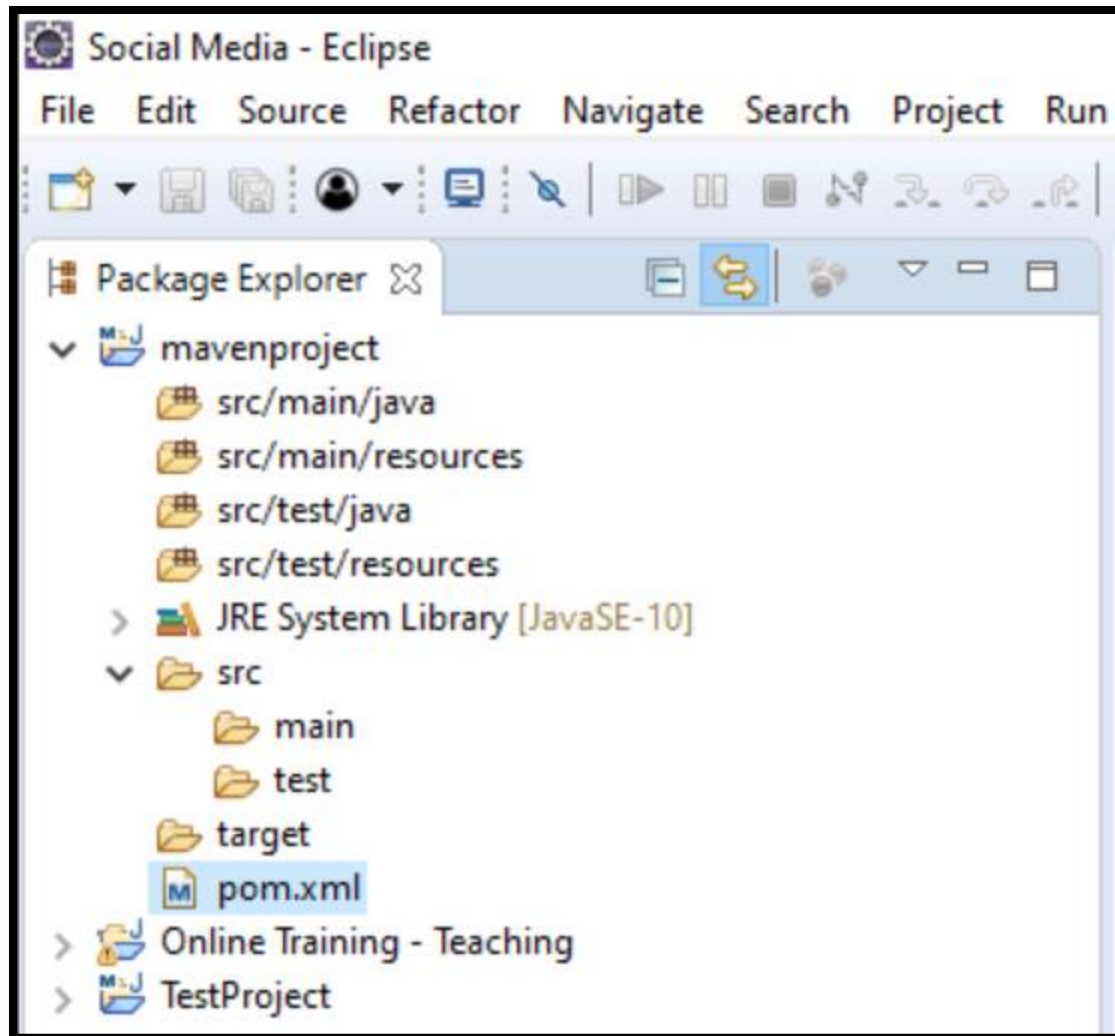 Social Media - Eclipse
File Edit Source Refactor Navigate Search Project Run
Package Explorer
mavenproject
src/main/java
src/main/resources
src/test/java
src/test/resources
JRE System Library [JavaSE-10]
src
main
test
target
pom.xml
Online Training - Teaching
TestProject